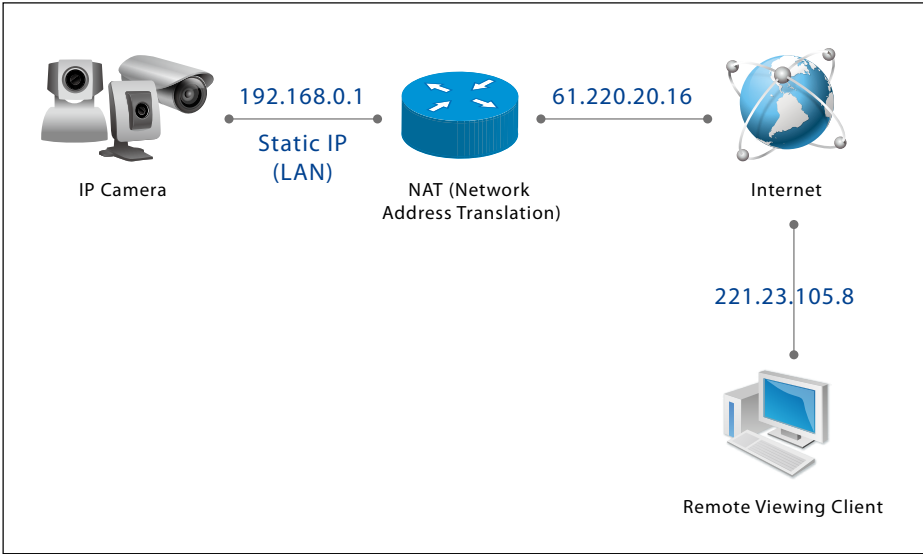 192.168.0.1
61.220.20.16
Static IP
(LAN)
IP Camera
NAT (Network
Address Translation)
Internet
221.23.105.8
Remote Viewing Client